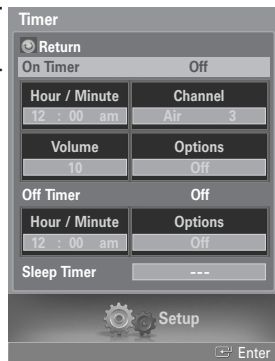 Timer
Return
On Timer Off
Hour / Minute Channel
12 : 00 am Air 3
Volume Options
10 Off
Off Timer Off
Hour / Minute Options
12 : 00 am Off
Sleep Timer ---
Setup
Enter